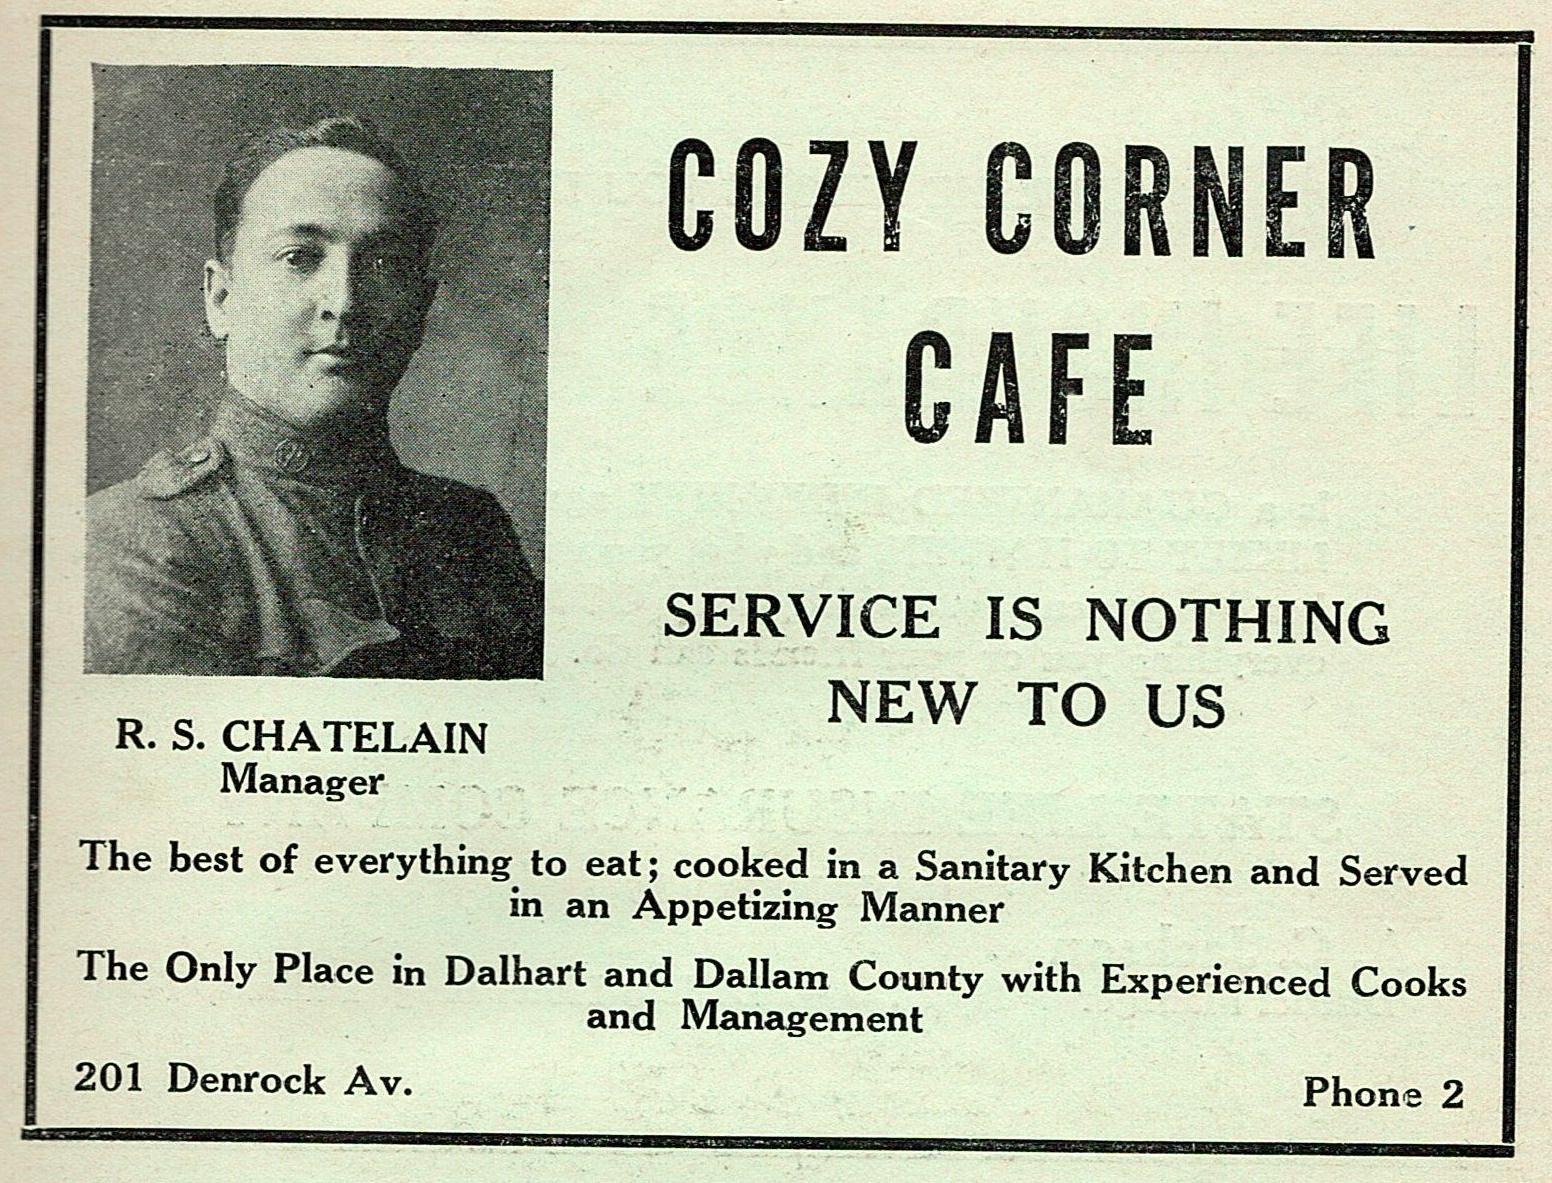 COZY CORNER
CAFE
SERVICE IS NOTHING
NEW TO US
R. S. CHATELAIN
Manager
The best of everything to eat; cooked in a Sanitary Kitchen and Served
in an Appetizing Manner
The Only Place in Dalhart and Dallam County with Experienced Cooks
and Management
201 Denrock Av.
Phone 2